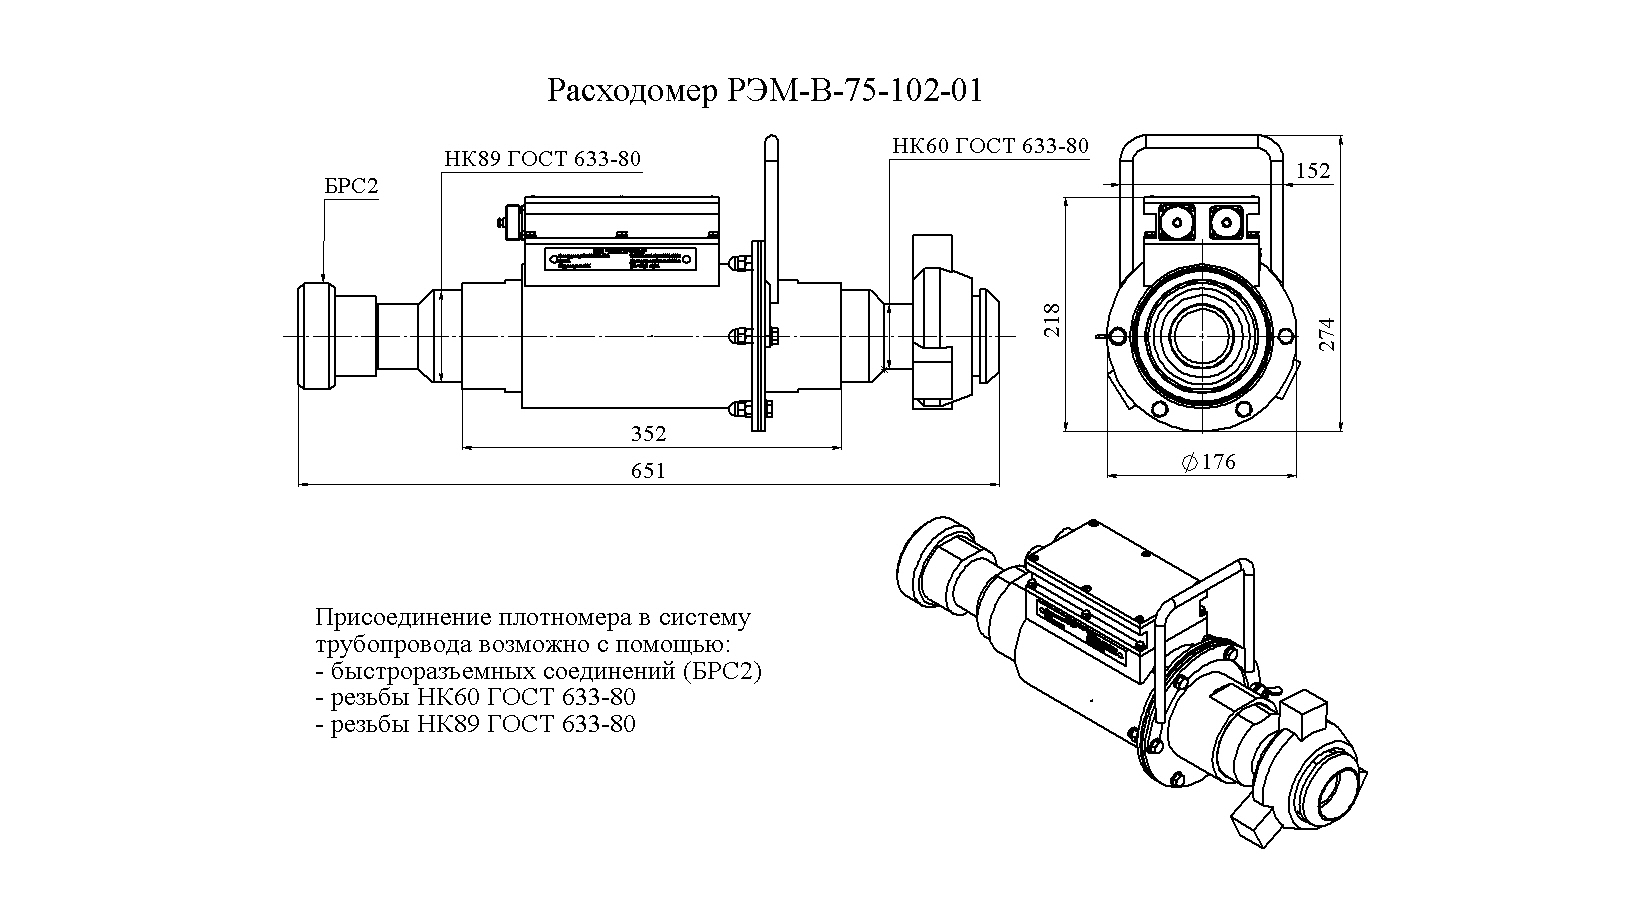 Расходомер РЭМ-В-75-102-01
НК89 ГОСТ 633-80
НК60 ГОСТ 633-80
БРС2
152
218
274
352
651
∅176
Присоединение плотномера в систему
трубопровода возможно с помощью:
- быстроразъемных соединений (БРС2)
- резьбы НК60 ГОСТ 633-80
- резьбы НК89 ГОСТ 633-80